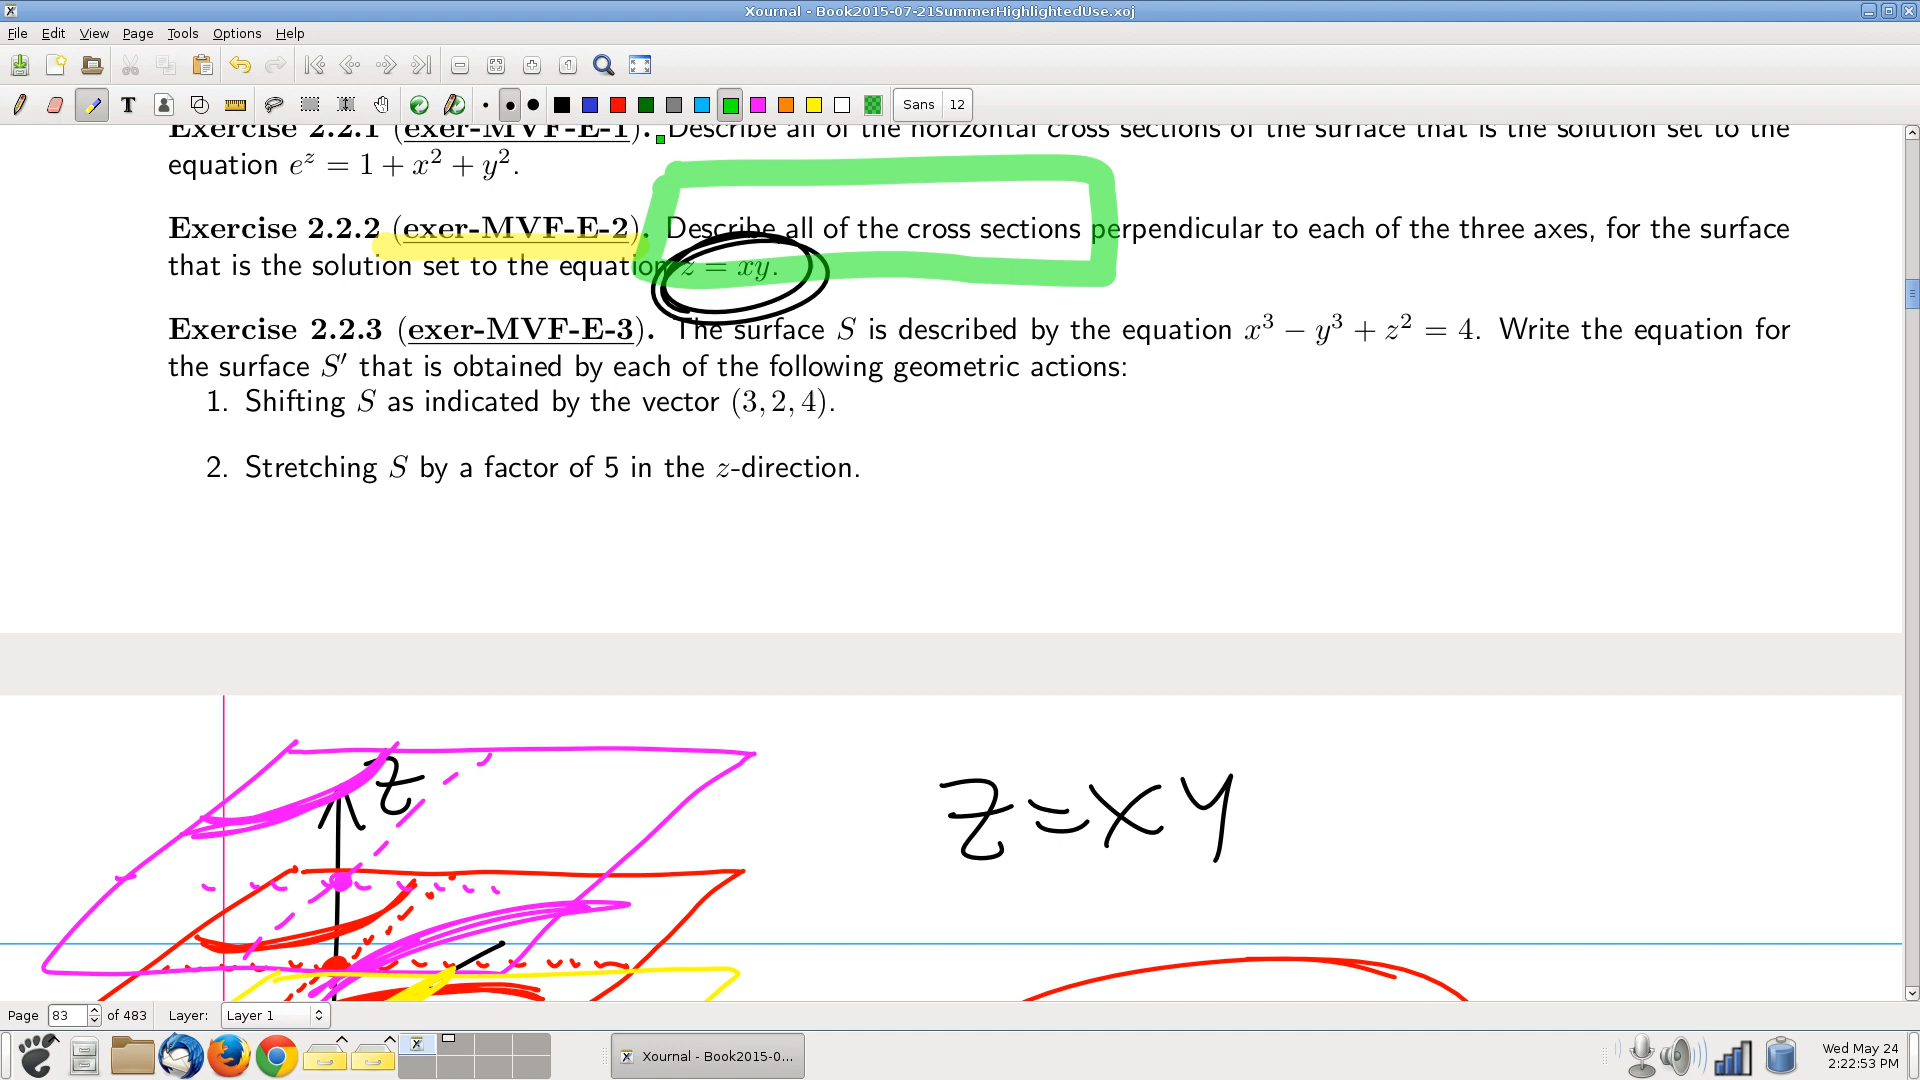 Xournal - Book2015-07-21SummerHighlightedUse.xoj
File Edit View Page Tools Options Help
Sans 12
Exercise 2.2.1 (exer-MVF-E-1). Describe all of the horizontal cross sections of the surface that is the solution set to the
equation e^z = 1 + x^2 + y^2.
Exercise 2.2.2 (exer-MVF-E-2). Describe all of the cross sections perpendicular to each of the three axes, for the surface
that is the solution set to the equation z = xy.
Exercise 2.2.3 (exer-MVF-E-3). The surface S is described by the equation x^3 − y^3 + z^2 = 4. Write the equation for
the surface S′ that is obtained by each of the following geometric actions:
1. Shifting S as indicated by the vector (3, 2, 4).
2. Stretching S by a factor of 5 in the z-direction.
z
z = x y
Page 83 of 483 Layer: Layer 1
Xournal - Book2015-0...
Wed May 24
2:22:53 PM